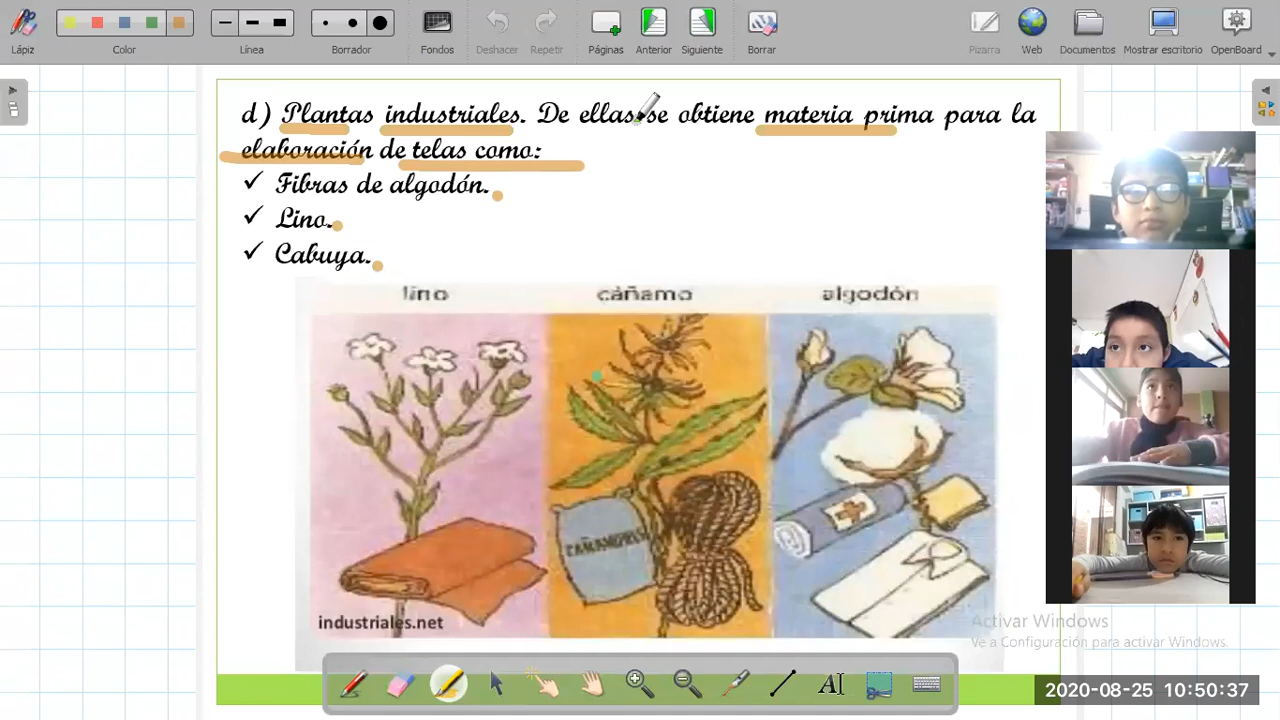 Lápiz
Color
Línea
Borrador
Fondos
Deshacer
Repetir
Páginas
Anterior
Siguiente
Borrar
Pizarra
Web
Documentos
Mostrar escritorio
OpenBoard
d) Plantas industriales. De ellas se obtiene materia prima para la
elaboración de telas como:
✓ Fibras de algodón.
✓ Lino.
✓ Cabuya.
lino cáñamo algodón
CAÑAMONES
industriales.net
Activar Windows
Ve a Configuración para activar Windows.
2020-08-25 10:50:37